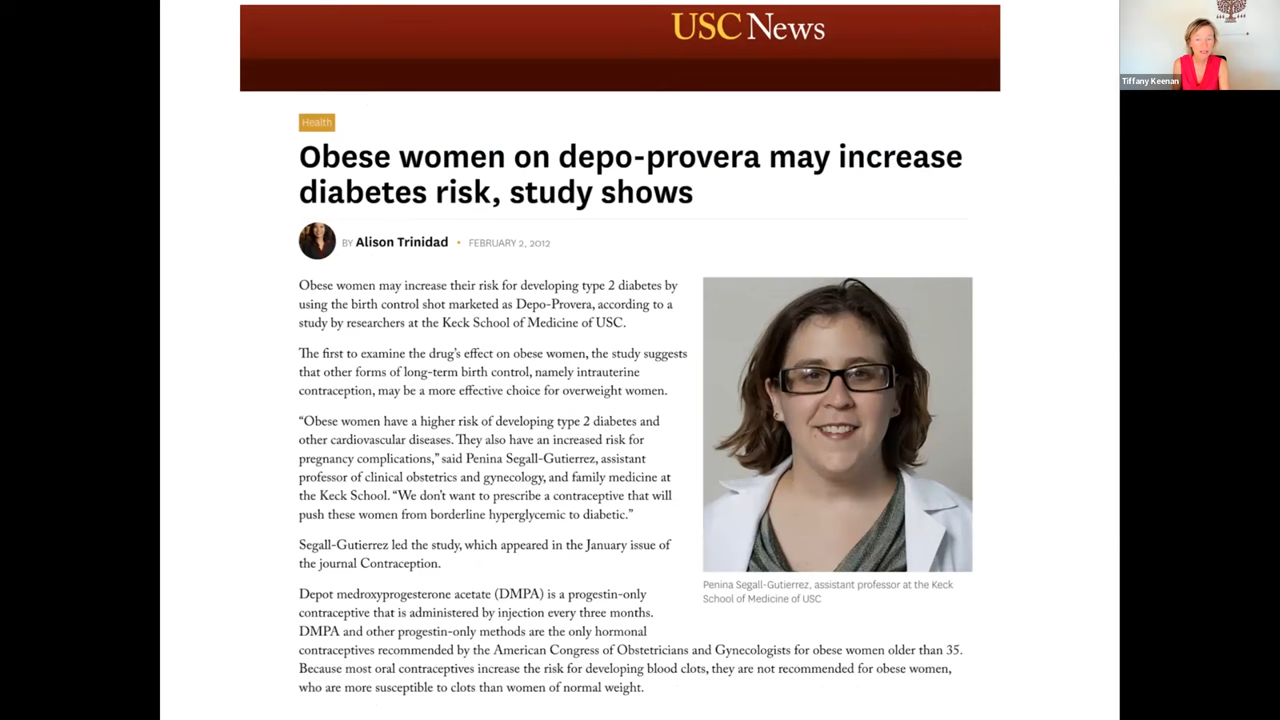 USC News
Tiffany Keenan
Health
Obese women on depo-provera may increase
diabetes risk, study shows
BY Alison Trinidad • FEBRUARY 2, 2012
Obese women may increase their risk for developing type 2 diabetes by
using the birth control shot marketed as Depo-Provera, according to a
study by researchers at the Keck School of Medicine of USC.
The first to examine the drug's effect on obese women, the study suggests
that other forms of long-term birth control, namely intrauterine
contraception, may be a more effective choice for overweight women.
“Obese women have a higher risk of developing type 2 diabetes and
other cardiovascular diseases. They also have an increased risk for
pregnancy complications,” said Penina Segall-Gutierrez, assistant
professor of clinical obstetrics and gynecology, and family medicine at
the Keck School. “We don't want to prescribe a contraceptive that will
push these women from borderline hyperglycemic to diabetic.”
Segall-Gutierrez led the study, which appeared in the January issue of
the journal Contraception.
Penina Segall-Gutierrez, assistant professor at the Keck
School of Medicine of USC
Depot medroxyprogesterone acetate (DMPA) is a progestin-only
contraceptive that is administered by injection every three months.
DMPA and other progestin-only methods are the only hormonal
contraceptives recommended by the American Congress of Obstetricians and Gynecologists for obese women older than 35.
Because most oral contraceptives increase the risk for developing blood clots, they are not recommended for obese women,
who are more susceptible to clots than women of normal weight.